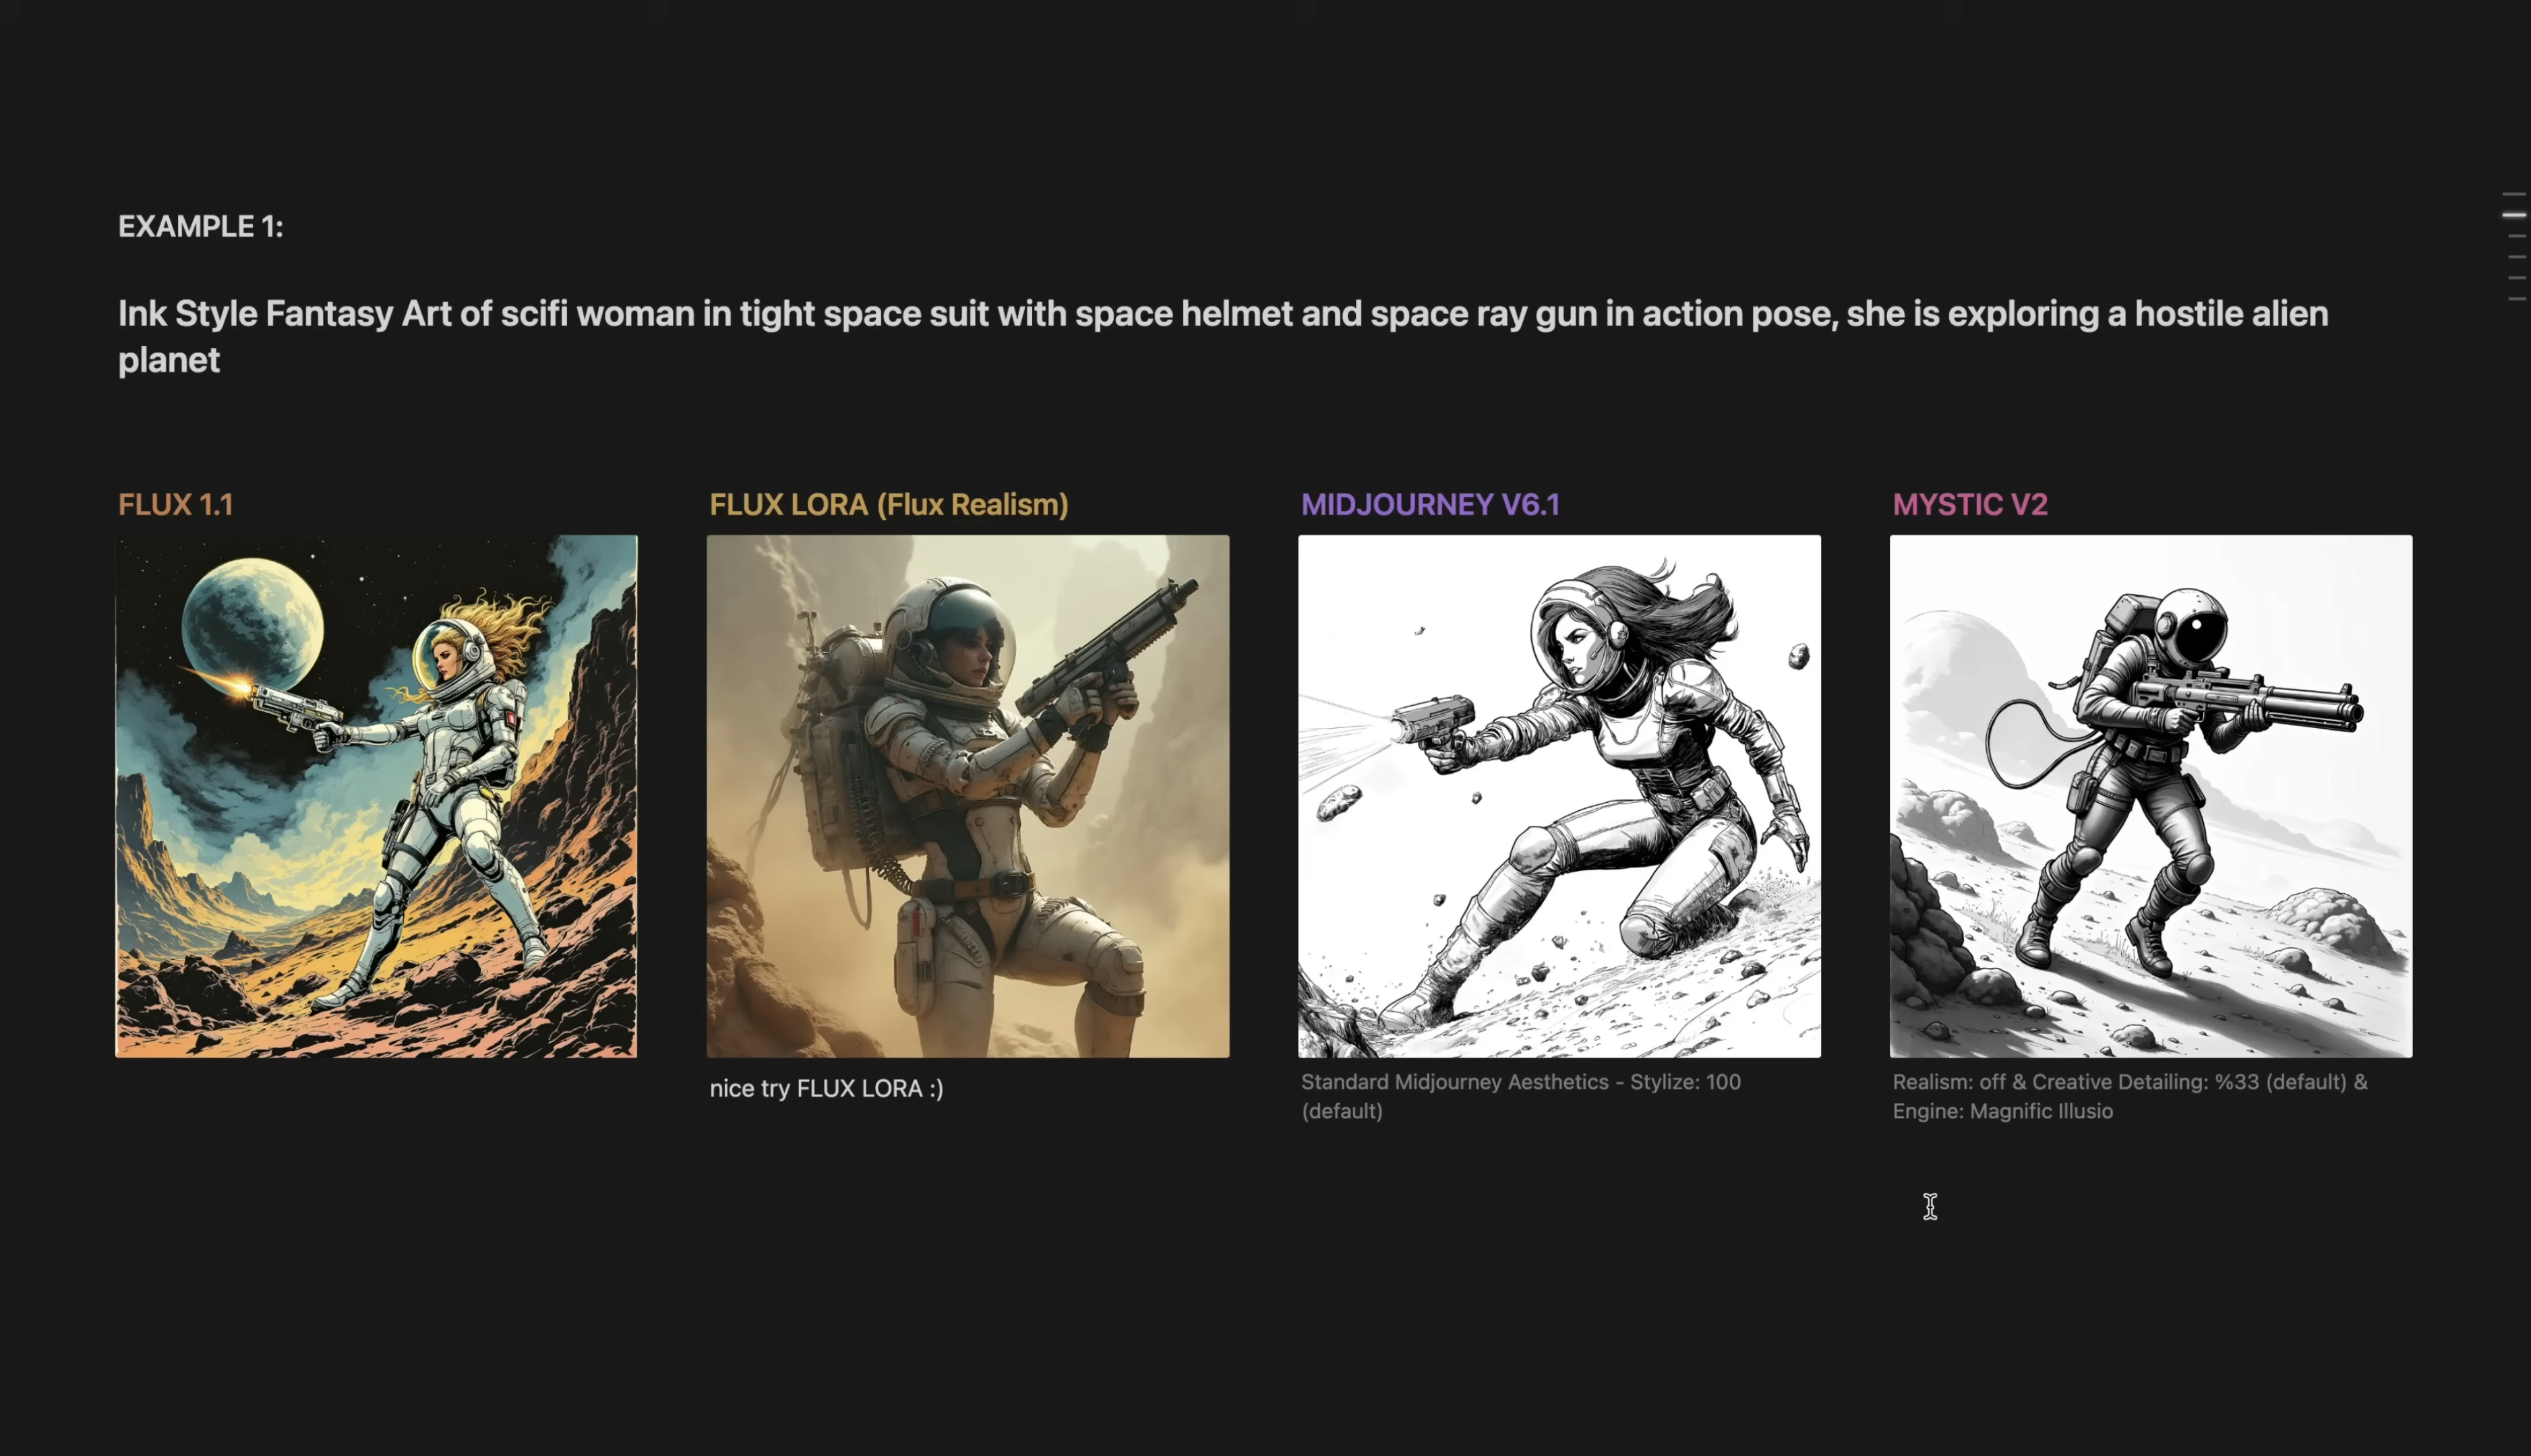 EXAMPLE 1:
Ink Style Fantasy Art of scifi woman in tight space suit with space helmet and space ray gun in action pose, she is exploring a hostile alien
planet
FLUX 1.1
FLUX LORA (Flux Realism)
MIDJOURNEY V6.1
MYSTIC V2
nice try FLUX LORA :)
Standard Midjourney Aesthetics - Stylize: 100
(default)
Realism: off & Creative Detailing: %33 (default) &
Engine: Magnific Illusio